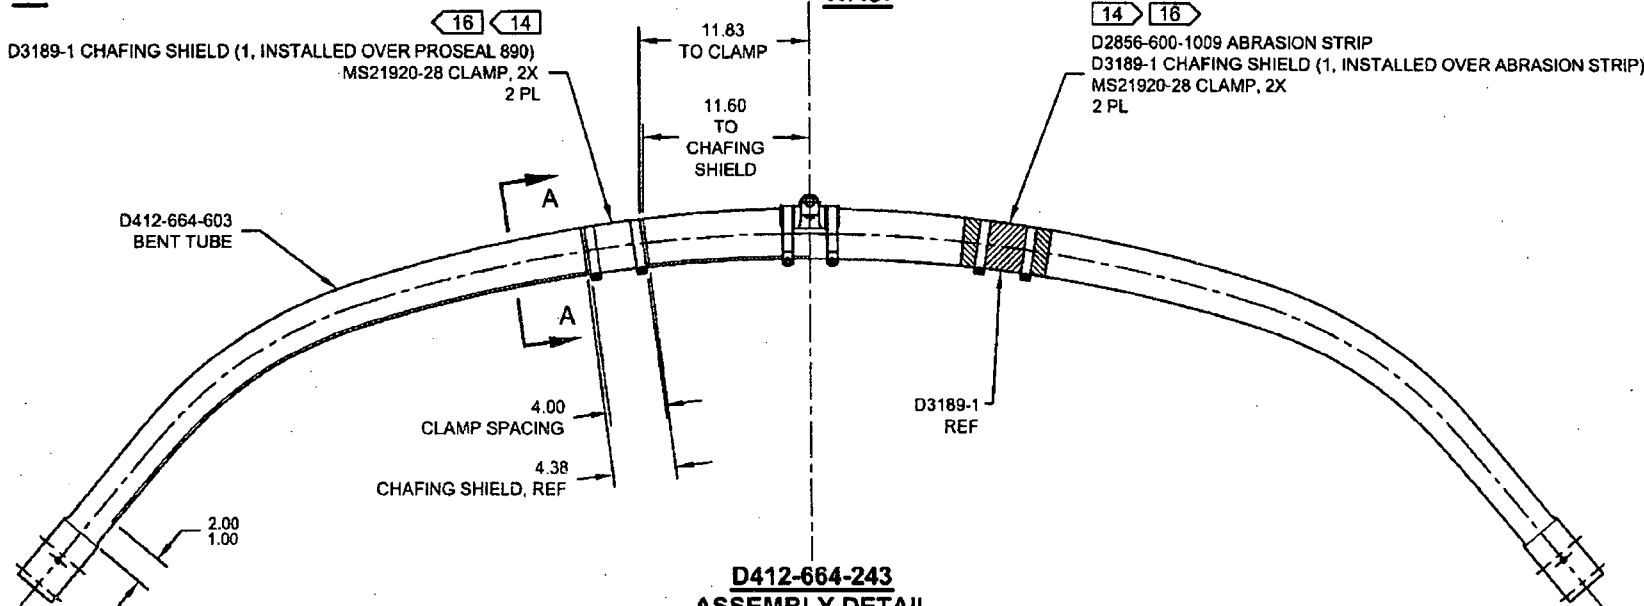 16 14
D3189-1 CHAFING SHIELD (1, INSTALLED OVER PROSEAL 890)
MS21920-28 CLAMP, 2X
2 PL
11.83
TO CLAMP
11.60
TO
CHAFING
SHIELD
14 16
D2856-600-1009 ABRASION STRIP
D3189-1 CHAFING SHIELD (1, INSTALLED OVER ABRASION STRIP)
MS21920-28 CLAMP, 2X
2 PL
A
D412-664-603
BENT TUBE
A
4.00
CLAMP SPACING
4.38
CHAFING SHIELD, REF
D3189-1
REF
2.00
1.00
D412-664-243
ASSEMBLY DETAIL